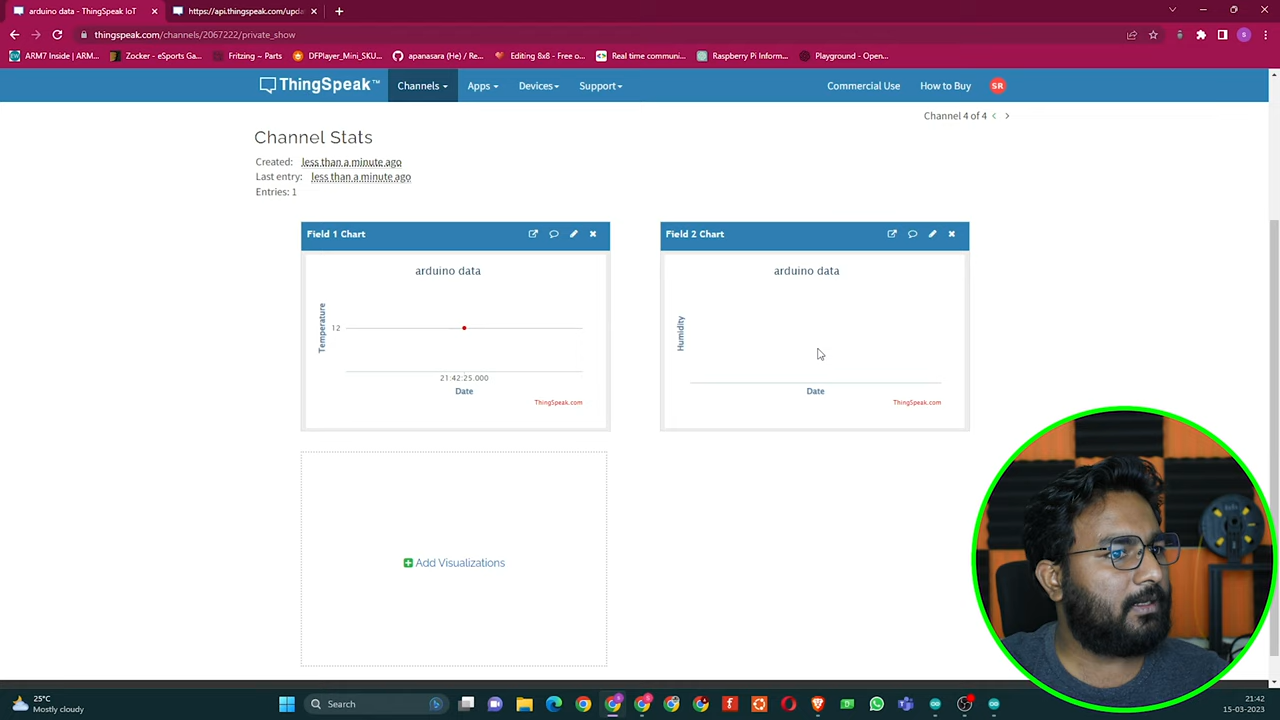 arduino data - ThingSpeak IoT
https://api.thingspeak.com/upda
thingspeak.com/channels/2067222/private_show
ARM7 Inside | ARM...
Zocker - eSports Ga...
Fritzing – Parts
DFPlayer_Mini_SKU...
apanasara (He) / Re...
Editing 8x8 - Free o...
Real time communi...
Raspberry Pi Infor...
Playground - Open...
ThingSpeak™
Channels
Apps
Devices
Support
Commercial Use
How to Buy
SR
Channel 4 of 4
Channel Stats
Created: less than a minute ago
Last entry: less than a minute ago
Entries: 1
Field 1 Chart
arduino data
Temperature
12
21:42:25.000
Date
ThingSpeak.com
Field 2 Chart
arduino data
Humidity
Date
ThingSpeak.com
Add Visualizations
25°C
Mostly cloudy
Search
21:42
15-03-2023